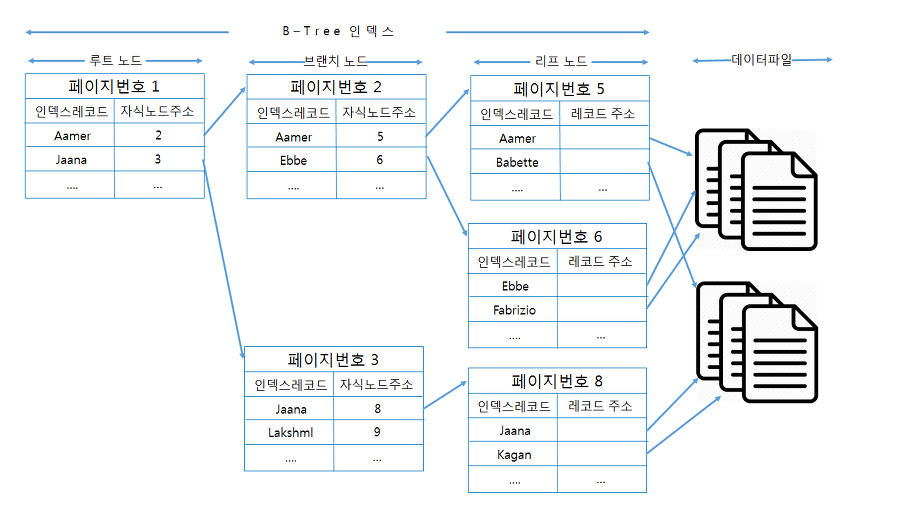 B-Tree 인덱스
루트 노드
브랜치 노드
리프 노드
데이터파일
페이지번호 1
인덱스레코드 자식노드주소
Aamer 2
Jaana 3
.... ...
페이지번호 2
인덱스레코드 자식노드주소
Aamer 5
Ebbe 6
.... ...
페이지번호 5
인덱스레코드 레코드 주소
Aamer
Babette
.... ...
페이지번호 6
인덱스레코드 레코드 주소
Ebbe
Fabrizio
.... ...
페이지번호 3
인덱스레코드 자식노드주소
Jaana 8
Lakshml 9
.... ...
페이지번호 8
인덱스레코드 레코드 주소
Jaana
Kagan
.... ...